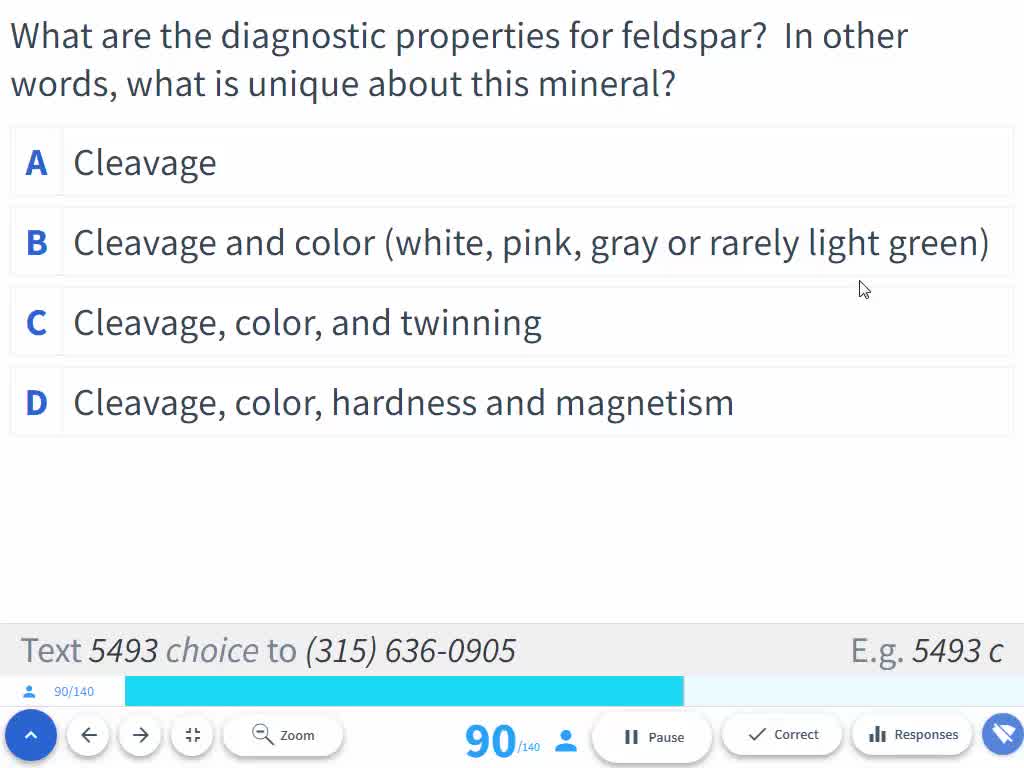 What are the diagnostic properties for feldspar? In other
words, what is unique about this mineral?
A Cleavage
B Cleavage and color (white, pink, gray or rarely light green)
C Cleavage, color, and twinning
D Cleavage, color, hardness and magnetism
Text 5493 choice to (315) 636-0905 E.g. 5493 c
90/140
Zoom 90/140 Pause Correct Responses